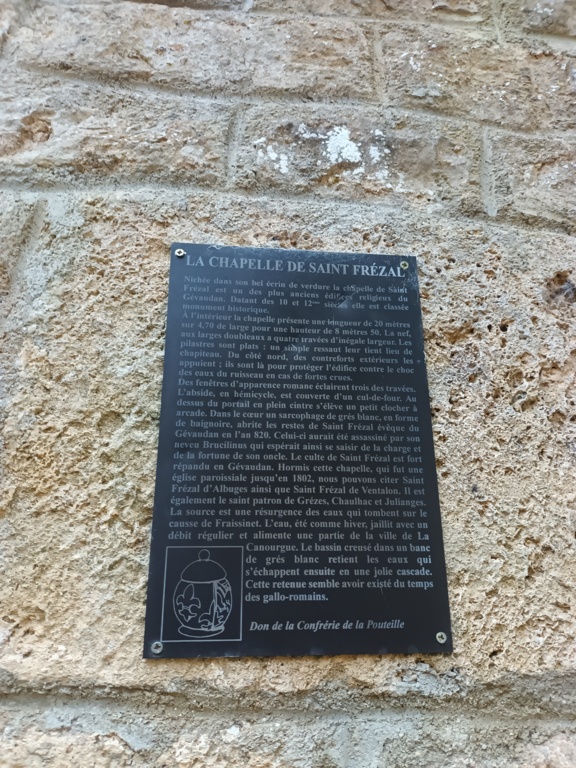 LA CHAPELLE DE SAINT FRÉZAL
Nichée dans son bel écrin de verdure la chapelle de Saint
Frézal est un des plus anciens édifices religieux du
Gévaudan. Datant des 10 et 12ème siècles elle est classée
monument historique.
À l'intérieur la chapelle présente une longueur de 20 mètres
sur 4,70 de large pour une hauteur de 8 mètres 50. La nef,
aux larges doubleaux a quatre travées d'inégale largeur. Les
pilastres sont plats ; un simple ressaut leur tient lieu de
chapiteau. Du côté nord, des contreforts extérieurs les
appuient ; ils sont là pour protéger l'édifice contre le choc
des eaux du ruisseau en cas de fortes crues.
Des fenêtres d'apparence romane éclairent trois des travées.
L'abside, en hémicycle, est couverte d'un cul-de-four. Au
dessus du portail en plein cintre s'élève un petit clocher à
arcade. Dans le cœur un sarcophage de grés blanc, en forme
de baignoire, abrite les restes de Saint Frézal évêque du
Gévaudan en l'an 820. Celui-ci aurait été assassiné par son
neveu Bucilinus qui espérait ainsi se saisir de la charge et
de la fortune de son oncle. Le culte de Saint Frézal est fort
répandu en Gévaudan. Hormis cette chapelle, qui fut une
église paroissiale jusqu'en 1802, nous pouvons citer Saint
Frézal d'Albuges ainsi que Saint Frézal de Ventalon. Il est
également le saint patron de Grézes, Chaulhac et Julianges.
La source est une résurgence des eaux qui tombent sur le
causse de Fraissinet. L'eau, été comme hiver, jaillit avec un
débit régulier et alimente une partie de la ville de La
Canourgue. Le bassin creusé dans un banc
de grés blanc retient les eaux qui
s'échappent ensuite en une jolie cascade.
Cette retenue semble avoir existé du temps
des gallo-romains.
Don de la Confrérie de la Pouteille